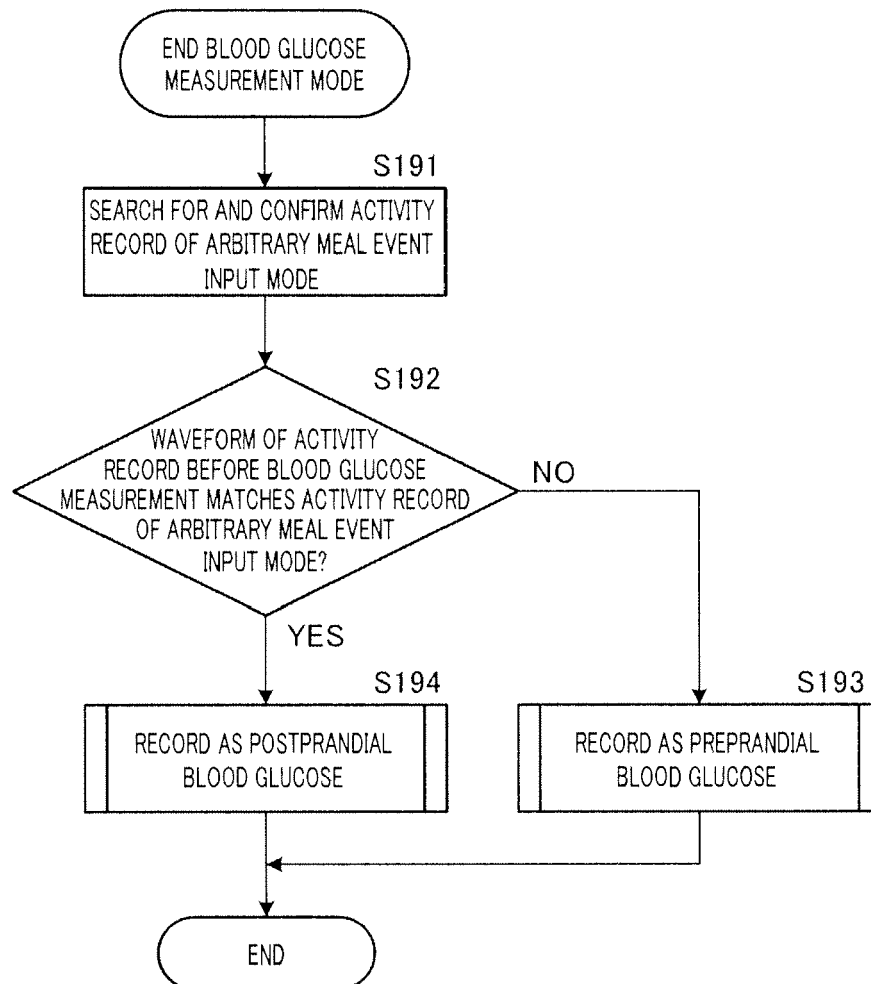 END BLOOD GLUCOSE
MEASUREMENT MODE
S191
SEARCH FOR AND CONFIRM ACTIVITY
RECORD OF ARBITRARY MEAL EVENT
INPUT MODE
S192
WAVEFORM OF ACTIVITY
RECORD BEFORE BLOOD GLUCOSE
MEASUREMENT MATCHES ACTIVITY RECORD
OF ARBITRARY MEAL EVENT
INPUT MODE?
NO
YES
S194
RECORD AS POSTPRANDIAL
BLOOD GLUCOSE
S193
RECORD AS PREPRANDIAL
BLOOD GLUCOSE
END